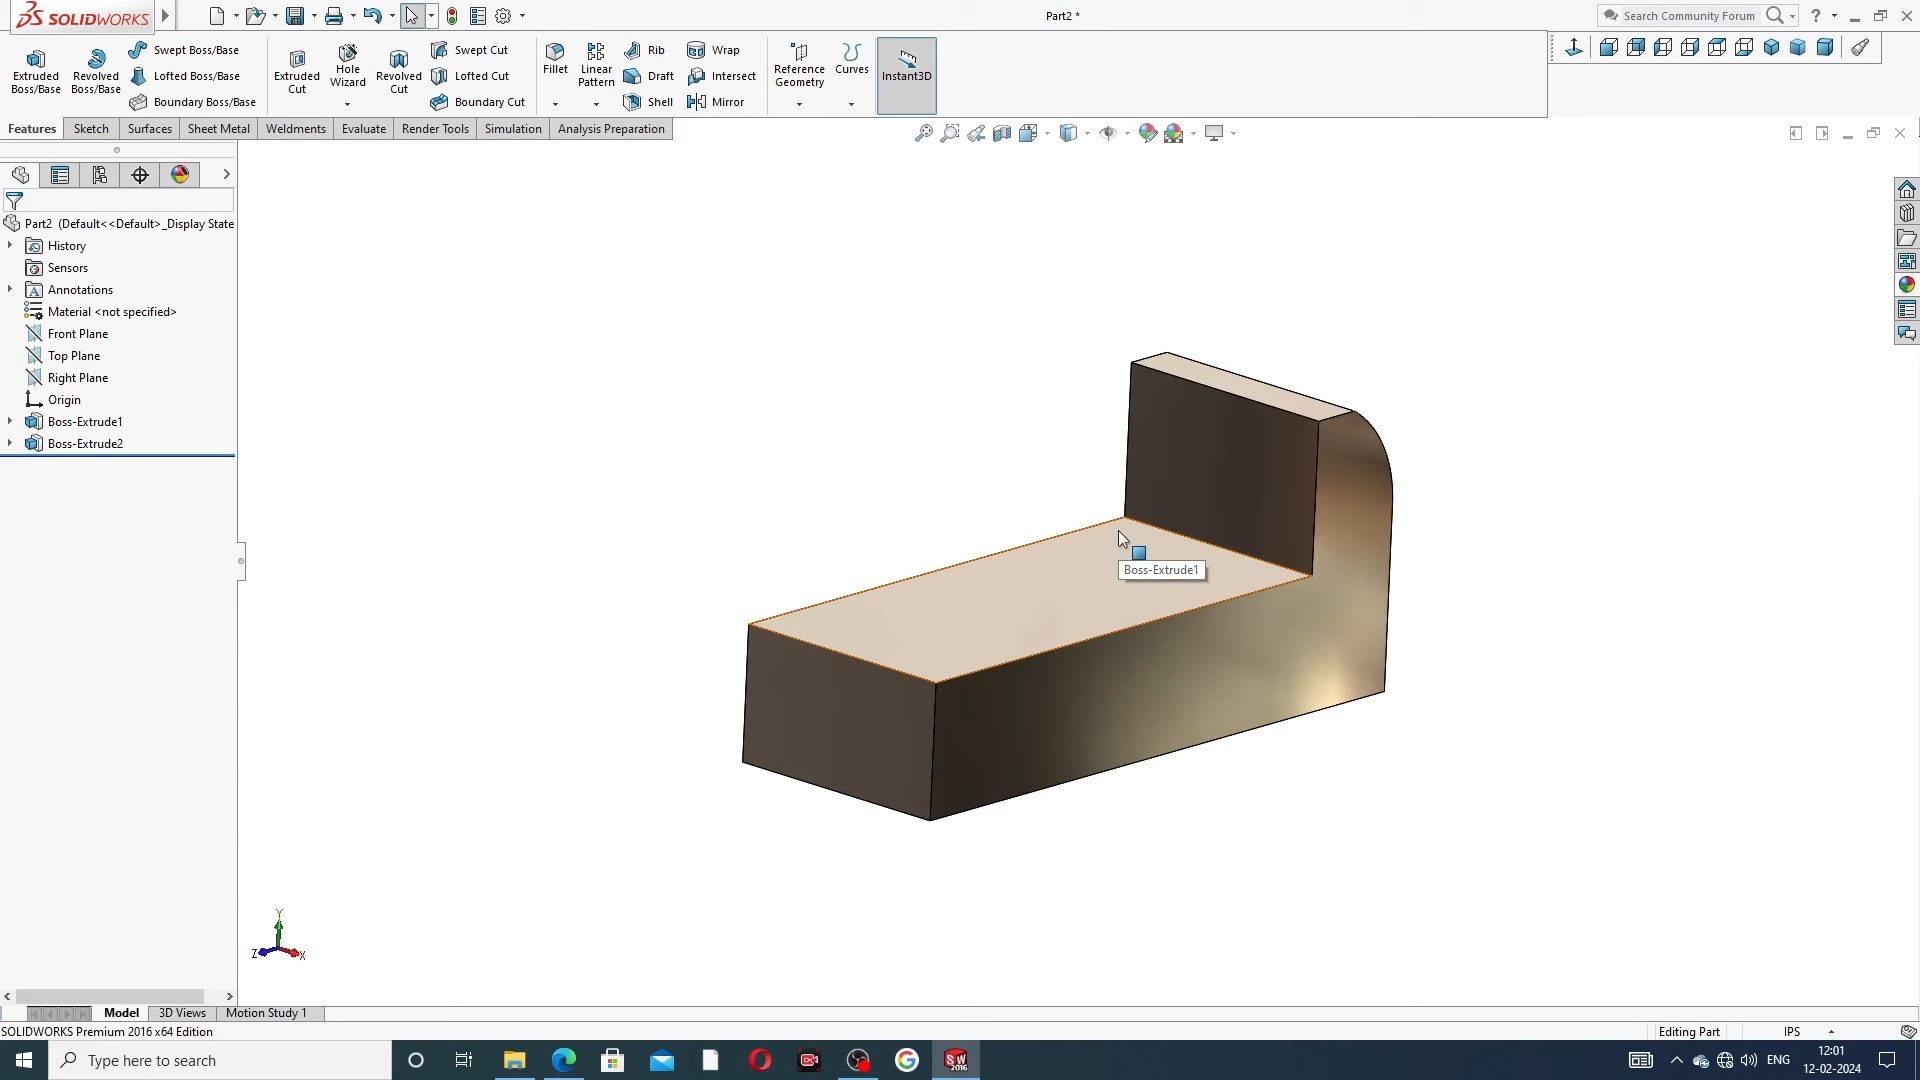 SOLIDWORKS
Part2 *
Search Community Forum
Extruded Boss/Base
Revolved Boss/Base
Swept Boss/Base
Lofted Boss/Base
Boundary Boss/Base
Extruded Cut
Hole Wizard
Revolved Cut
Swept Cut
Lofted Cut
Boundary Cut
Fillet
Linear Pattern
Rib
Draft
Shell
Wrap
Intersect
Mirror
Reference Geometry
Curves
Instant3D
Features
Sketch
Surfaces
Sheet Metal
Weldments
Evaluate
Render Tools
Simulation
Analysis Preparation
Part2 (Default<<Default>_Display State
History
Sensors
Annotations
Material <not specified>
Front Plane
Top Plane
Right Plane
Origin
Boss-Extrude1
Boss-Extrude2
Boss-Extrude1
Y
Z
X
Model
3D Views
Motion Study 1
SOLIDWORKS Premium 2016 x64 Edition
Editing Part
IPS
Type here to search
SW
2016
ENG
12:01
12-02-2024